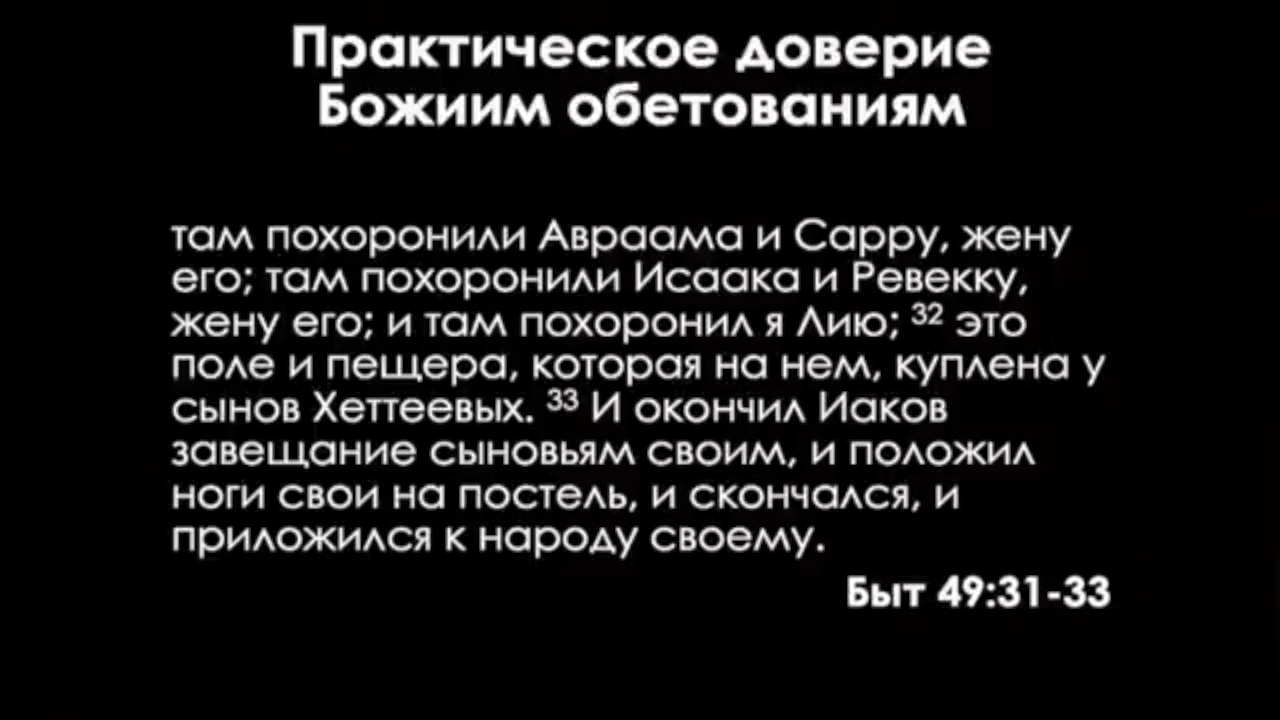 Практическое доверие
Божиим обетованиям
там похоронили Авраама и Сарру, жену
его; там похоронили Исаака и Ревекку,
жену его; и там похоронил я Лию; ³² это
поле и пещера, которая на нем, куплена у
сынов Хеттеевых. ³³ И окончил Иаков
завещание сыновьям своим, и положил
ноги свои на постель, и скончался, и
приложился к народу своему.
Быт 49:31-33